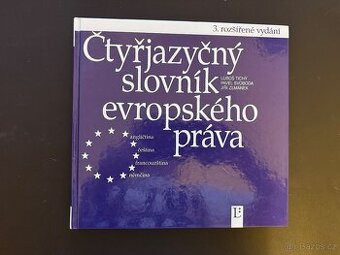 3. rozšířené vydání
Čtyřjazyčný
slovník
LUBOŠ TICHÝ
PAVEL SVOBODA
JIŘÍ ZEMÁNEK
evropského
práva
angličtina
čeština
francouzština
němčina
L